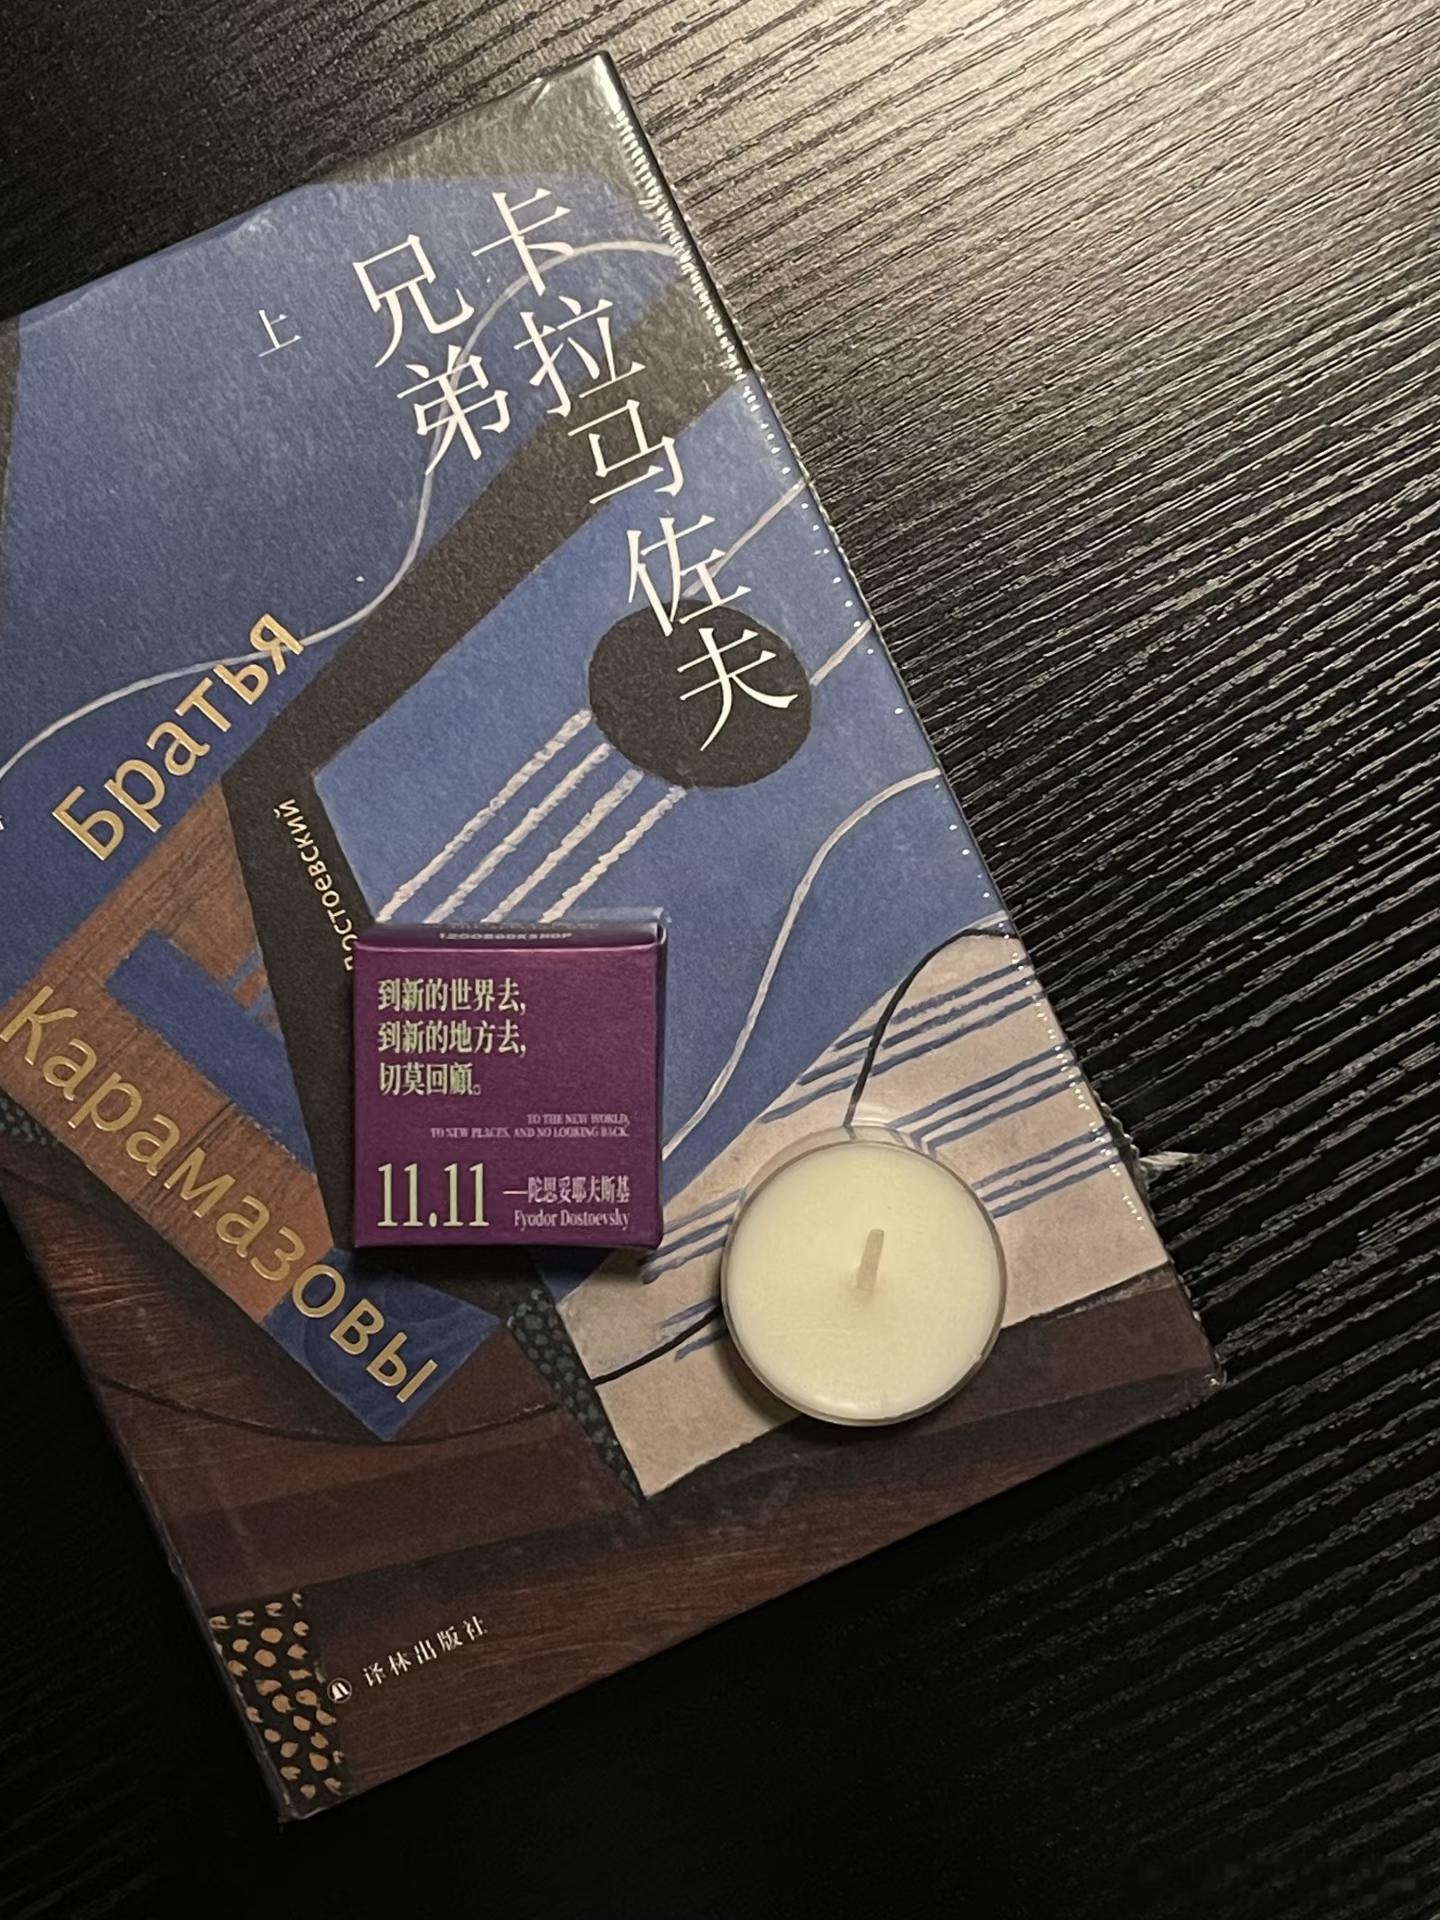 卡拉马佐夫
兄弟
上
Братья
Достоевский
Карамазовы
1200BOOKSHOP
到新的世界去，
到新的地方去，
切莫回顧。
TO THE NEW WORLD,
TO NEW PLACES, AND NO LOOKING BACK.
11.11
—陀思妥耶夫斯基
Fyodor Dostoevsky
译林出版社